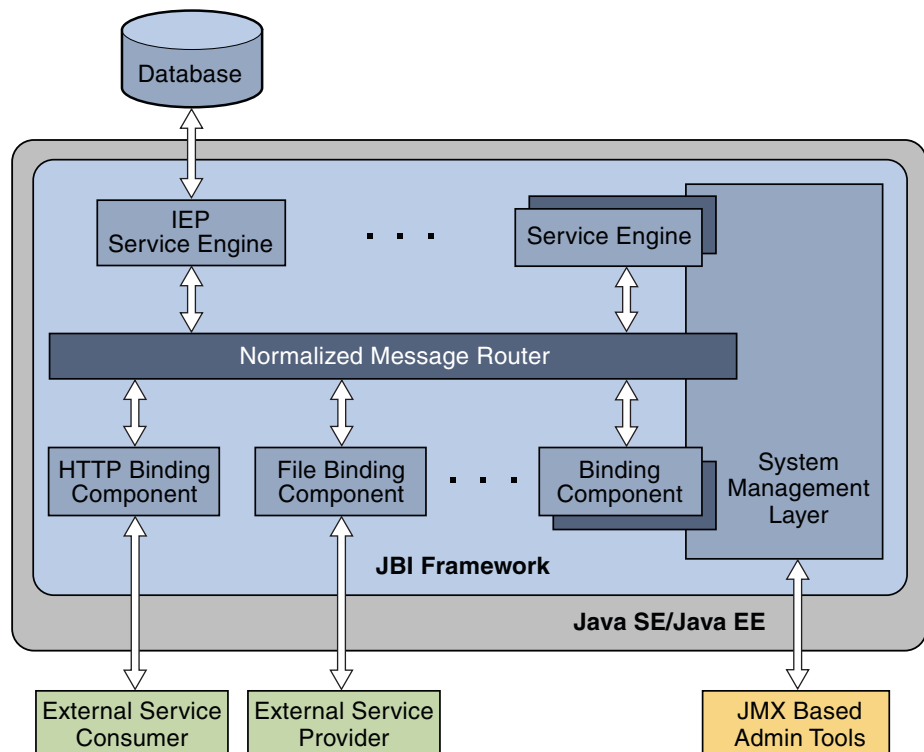 Database
IEP
Service Engine
. . .
Service Engine
Normalized Message Router
HTTP Binding
Component
File Binding
Component
. . .
Binding
Component
System
Management
Layer
JBI Framework
Java SE/Java EE
External Service
Consumer
External Service
Provider
JMX Based
Admin Tools